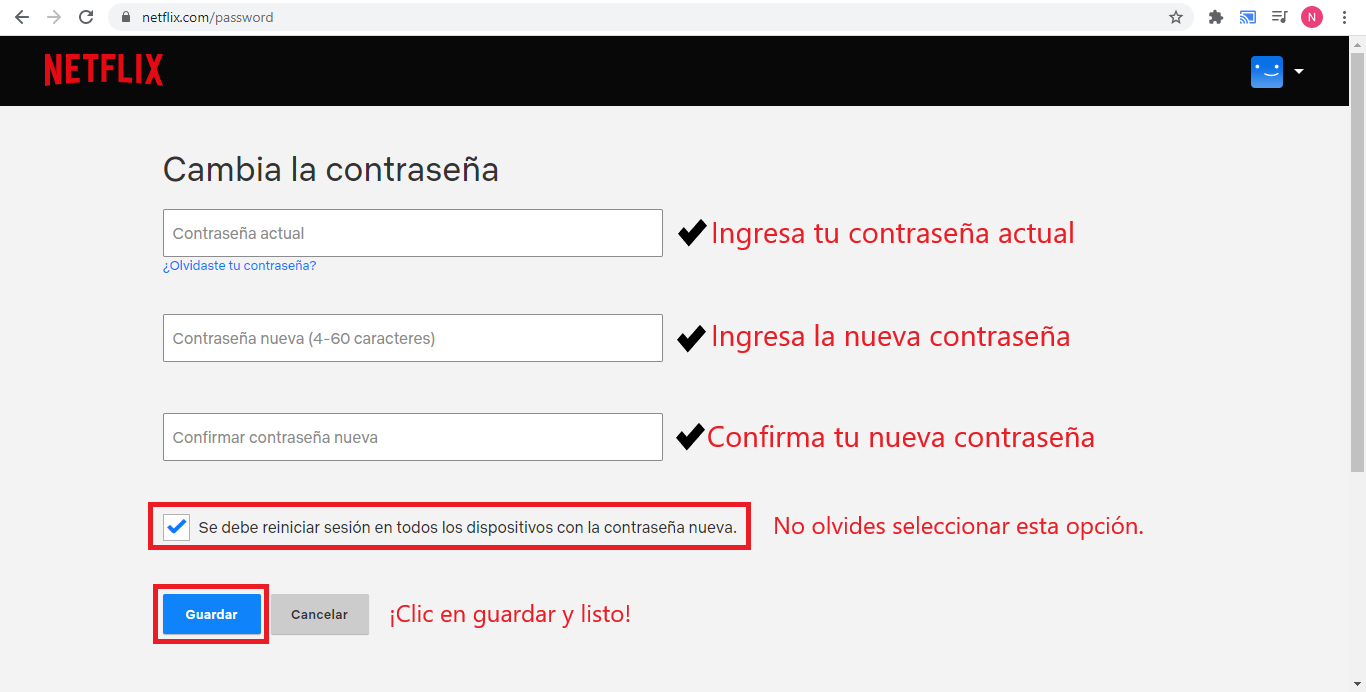 netflix.com/password
N
NETFLIX
Cambia la contraseña
Contraseña actual
Ingresa tu contraseña actual
¿Olvidaste tu contraseña?
Contraseña nueva (4-60 caracteres)
Ingresa la nueva contraseña
Confirmar contraseña nueva
Confirma tu nueva contraseña
Se debe reiniciar sesión en todos los dispositivos con la contraseña nueva.
No olvides seleccionar esta opción.
Guardar
Cancelar
¡Clic en guardar y listo!